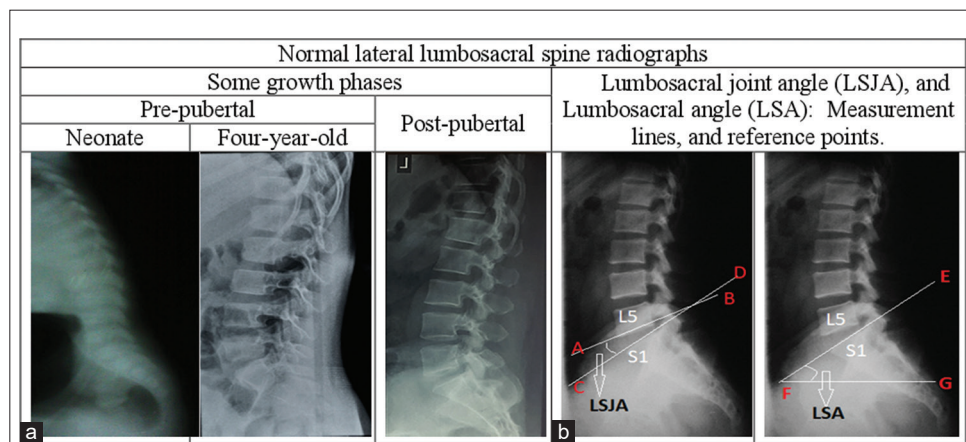 Normal lateral lumbosacral spine radiographs
Some growth phases
Pre-pubertal
Neonate
Four-year-old
Post-pubertal
Lumbosacral joint angle (LSJA), and
Lumbosacral angle (LSA): Measurement
lines, and reference points.
a
L
D
B
L5
A
S1
C
LSJA
b
E
L5
S1
F
G
LSA